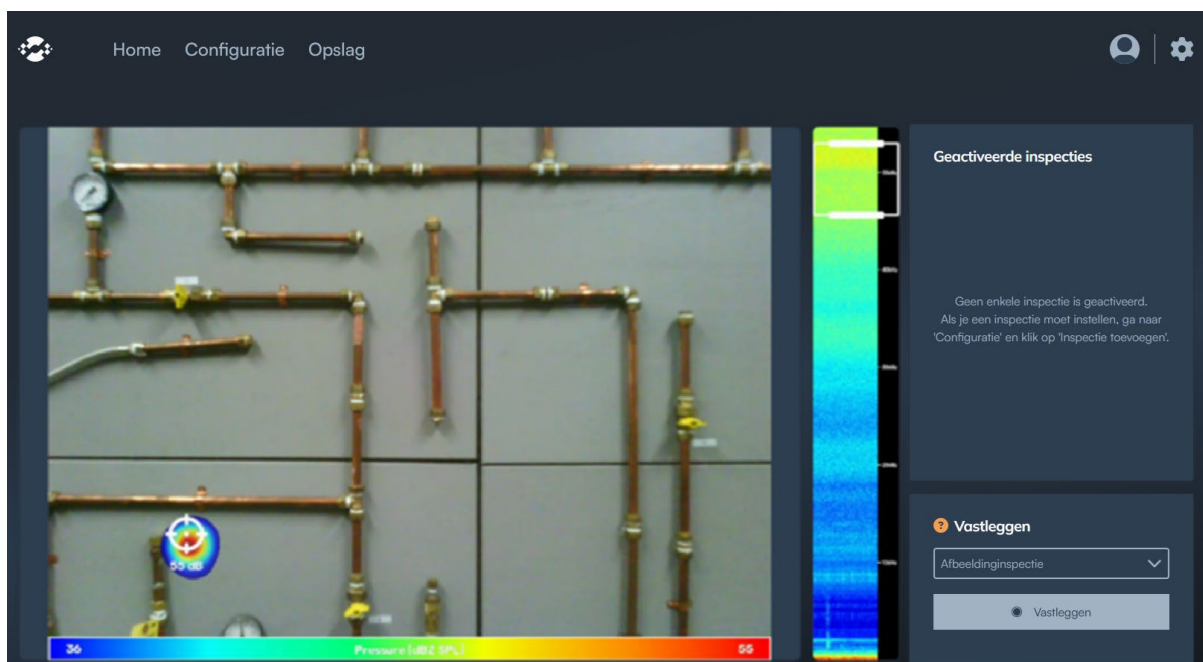 Home Configuratie Opslag
Geactiveerde inspecties
Geen enkele inspectie is geactiveerd.
Als je een inspectie moet instellen, ga naar
'Configuratie' en klik op 'Inspectie toevoegen'.
55 dB
36 Pressure (dBZ SPL) 55
Vastleggen
Afbeeldinginspectie
Vastleggen